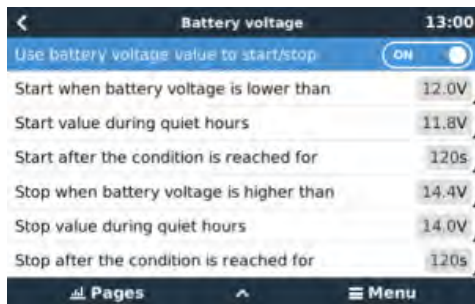 Battery voltage 13:00
Use battery voltage value to start/stop ON
Start when battery voltage is lower than 12.0V
Start value during quiet hours 11.8V
Start after the condition is reached for 120s
Stop when battery voltage is higher than 14.4V
Stop value during quiet hours 14.0V
Stop after the condition is reached for 120s
Pages Menu